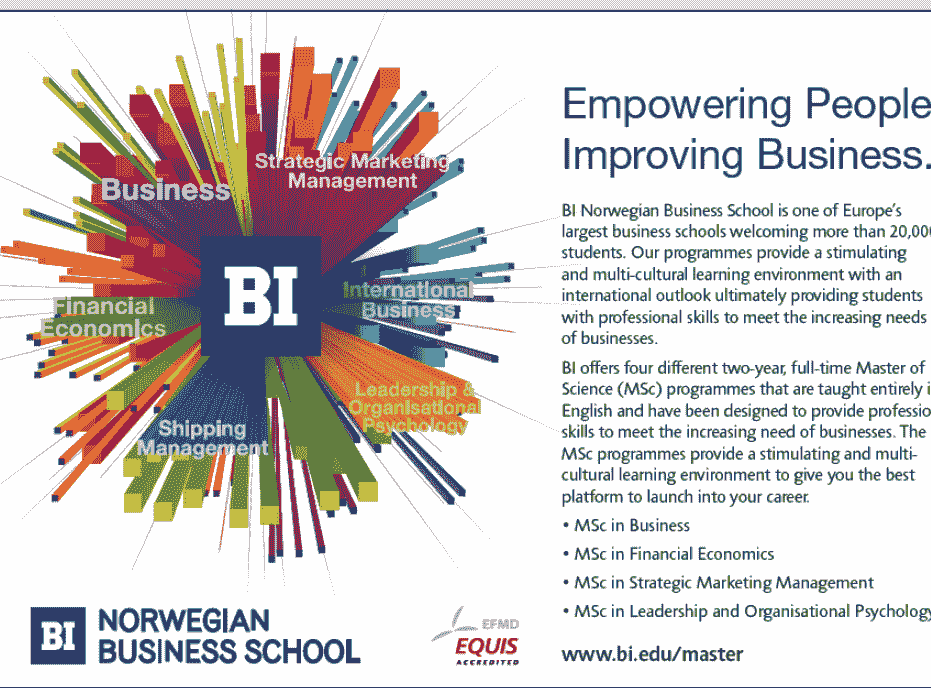 Strategic Marketing
Management
Business
BI
International
Business
Financial
Economics
Leadership &
Organisational
Psychology
Shipping
Management
BI
NORWEGIAN
BUSINESS SCHOOL
EFMD
EQUIS
ACCREDITED
Empowering People
Improving Business.
BI Norwegian Business School is one of Europe's
largest business schools welcoming more than 20,000
students. Our programmes provide a stimulating
and multi-cultural learning environment with an
international outlook ultimately providing students
with professional skills to meet the increasing needs
of businesses.
BI offers four different two-year, full-time Master of
Science (MSc) programmes that are taught entirely i
English and have been designed to provide professio
skills to meet the increasing need of businesses. The
MSc programmes provide a stimulating and multi-
cultural learning environment to give you the best
platform to launch into your career.
• MSc in Business
• MSc in Financial Economics
• MSc in Strategic Marketing Management
• MSc in Leadership and Organisational Psychology
www.bi.edu/master